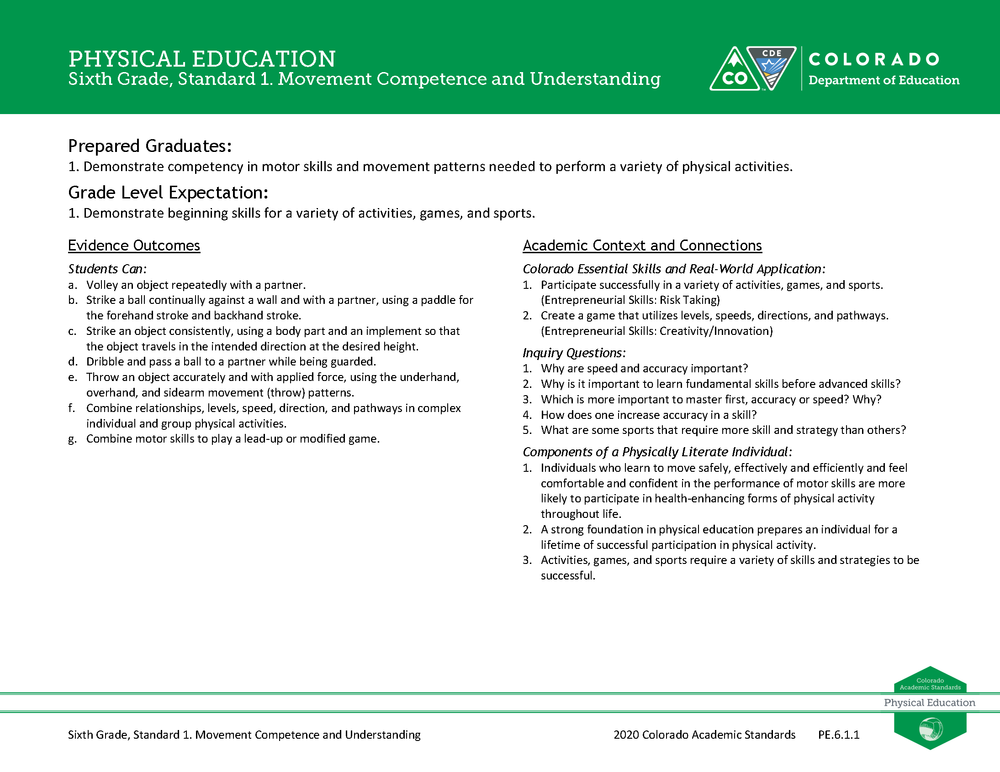 PHYSICAL EDUCATION
Sixth Grade, Standard 1. Movement Competence and Understanding
CO
TM
CDE
COLORADO
Department of Education
Prepared Graduates:
1. Demonstrate competency in motor skills and movement patterns needed to perform a variety of physical activities.
Grade Level Expectation:
1. Demonstrate beginning skills for a variety of activities, games, and sports.
Evidence Outcomes
Students Can:
a. Volley an object repeatedly with a partner.
b. Strike a ball continually against a wall and with a partner, using a paddle for
the forehand stroke and backhand stroke.
c. Strike an object consistently, using a body part and an implement so that
the object travels in the intended direction at the desired height.
d. Dribble and pass a ball to a partner while being guarded.
e. Throw an object accurately and with applied force, using the underhand,
overhand, and sidearm movement (throw) patterns.
f. Combine relationships, levels, speed, direction, and pathways in complex
individual and group physical activities.
g. Combine motor skills to play a lead-up or modified game.
Academic Context and Connections
Colorado Essential Skills and Real-World Application:
1. Participate successfully in a variety of activities, games, and sports.
(Entrepreneurial Skills: Risk Taking)
2. Create a game that utilizes levels, speeds, directions, and pathways.
(Entrepreneurial Skills: Creativity/Innovation)
Inquiry Questions:
1. Why are speed and accuracy important?
2. Why is it important to learn fundamental skills before advanced skills?
3. Which is more important to master first, accuracy or speed? Why?
4. How does one increase accuracy in a skill?
5. What are some sports that require more skill and strategy than others?
Components of a Physically Literate Individual:
1. Individuals who learn to move safely, effectively and efficiently and feel
comfortable and confident in the performance of motor skills are more
likely to participate in health-enhancing forms of physical activity
throughout life.
2. A strong foundation in physical education prepares an individual for a
lifetime of successful participation in physical activity.
3. Activities, games, and sports require a variety of skills and strategies to be
successful.
Colorado
Academic Standards
Physical Education
Sixth Grade, Standard 1. Movement Competence and Understanding
2020 Colorado Academic Standards
PE.6.1.1